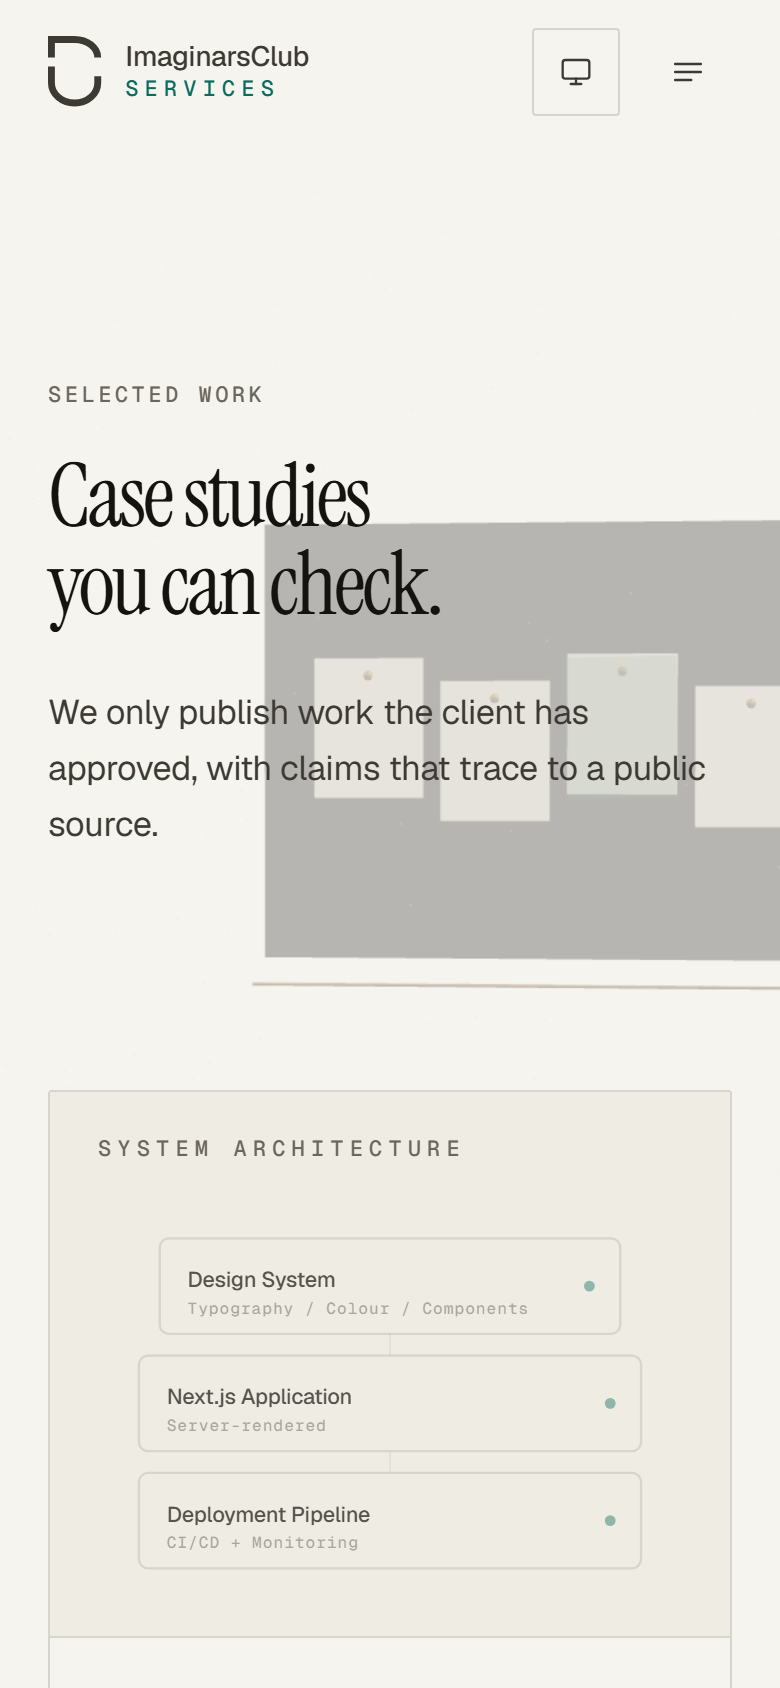 ImaginarsClub
SERVICES
SELECTED WORK
Case studies
you can check.
We only publish work the client has
approved, with claims that trace to a public
source.
SYSTEM ARCHITECTURE
Design System
Typography / Colour / Components
Next.js Application
Server-rendered
Deployment Pipeline
CI/CD + Monitoring